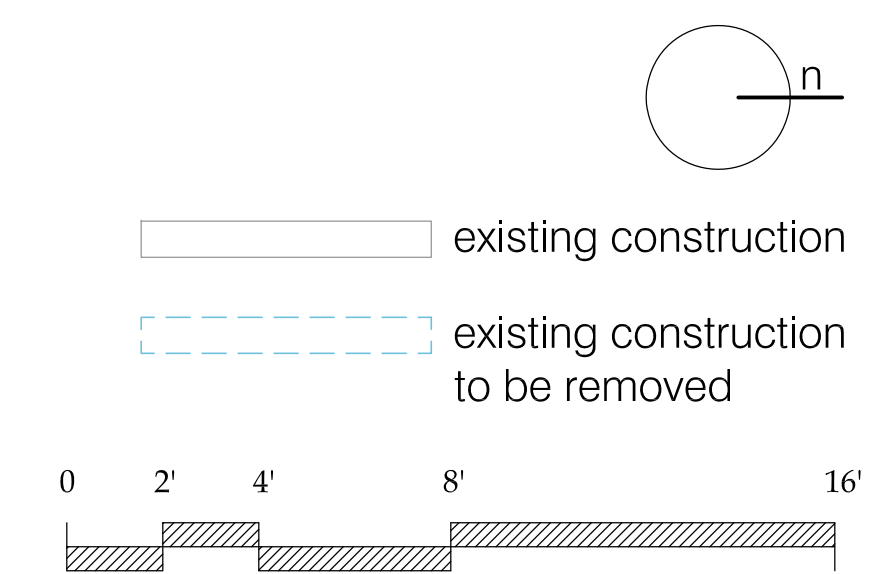 n
existing construction
existing construction
to be removed
0 2' 4' 8' 16'